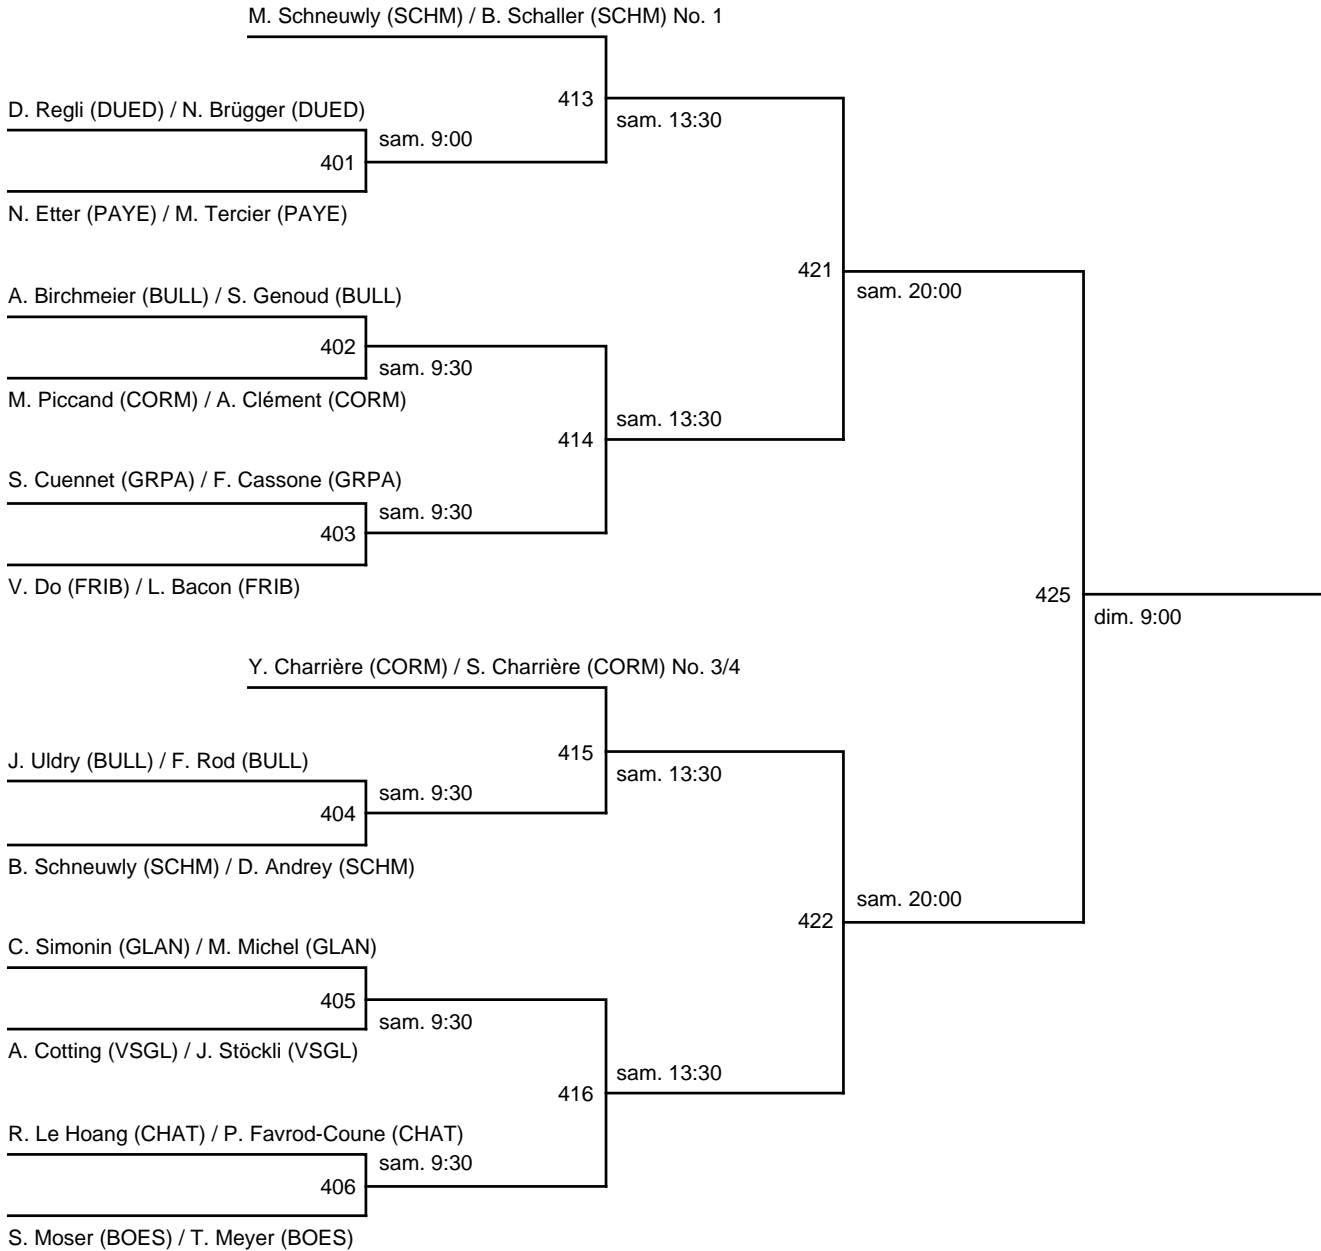 M. Schneuwly (SCHM) / B. Schaller (SCHM) No. 1
413
sam. 13:30
D. Regli (DUED) / N. Brügger (DUED)
sam. 9:00
401
N. Etter (PAYE) / M. Tercier (PAYE)
421
sam. 20:00
A. Birchmeier (BULL) / S. Genoud (BULL)
402
sam. 9:30
M. Piccand (CORM) / A. Clément (CORM)
sam. 13:30
414
S. Cuennet (GRPA) / F. Cassone (GRPA)
sam. 9:30
403
V. Do (FRIB) / L. Bacon (FRIB)
425
dim. 9:00
Y. Charrière (CORM) / S. Charrière (CORM) No. 3/4
415
sam. 13:30
J. Uldry (BULL) / F. Rod (BULL)
sam. 9:30
404
B. Schneuwly (SCHM) / D. Andrey (SCHM)
sam. 20:00
422
C. Simonin (GLAN) / M. Michel (GLAN)
405
sam. 9:30
A. Cotting (VSGL) / J. Stöckli (VSGL)
sam. 13:30
416
R. Le Hoang (CHAT) / P. Favrod-Coune (CHAT)
sam. 9:30
406
S. Moser (BOES) / T. Meyer (BOES)